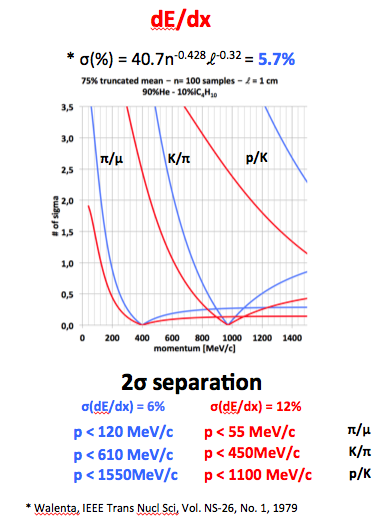 dE/dx
* σ(%) = 40.7n-0.428 ℓ-0.32 = 5.7%
75% truncated mean – n= 100 samples – ℓ = 1 cm
90%He - 10%iC4H10
3,5
3,0
2,5
2,0
1,5
1,0
0,5
0,0
# of sigma
π/μ
K/π
p/K
0 200 400 600 800 1000 1200 1400
momentum [MeV/c]
2σ separation
σ(dE/dx) = 6% σ(dE/dx) = 12%
p < 120 MeV/c p < 55 MeV/c π/μ
p < 610 MeV/c p < 450MeV/c K/π
p < 1550MeV/c p < 1100 MeV/c p/K
* Walenta, IEEE Trans Nucl Sci, Vol. NS-26, No. 1, 1979